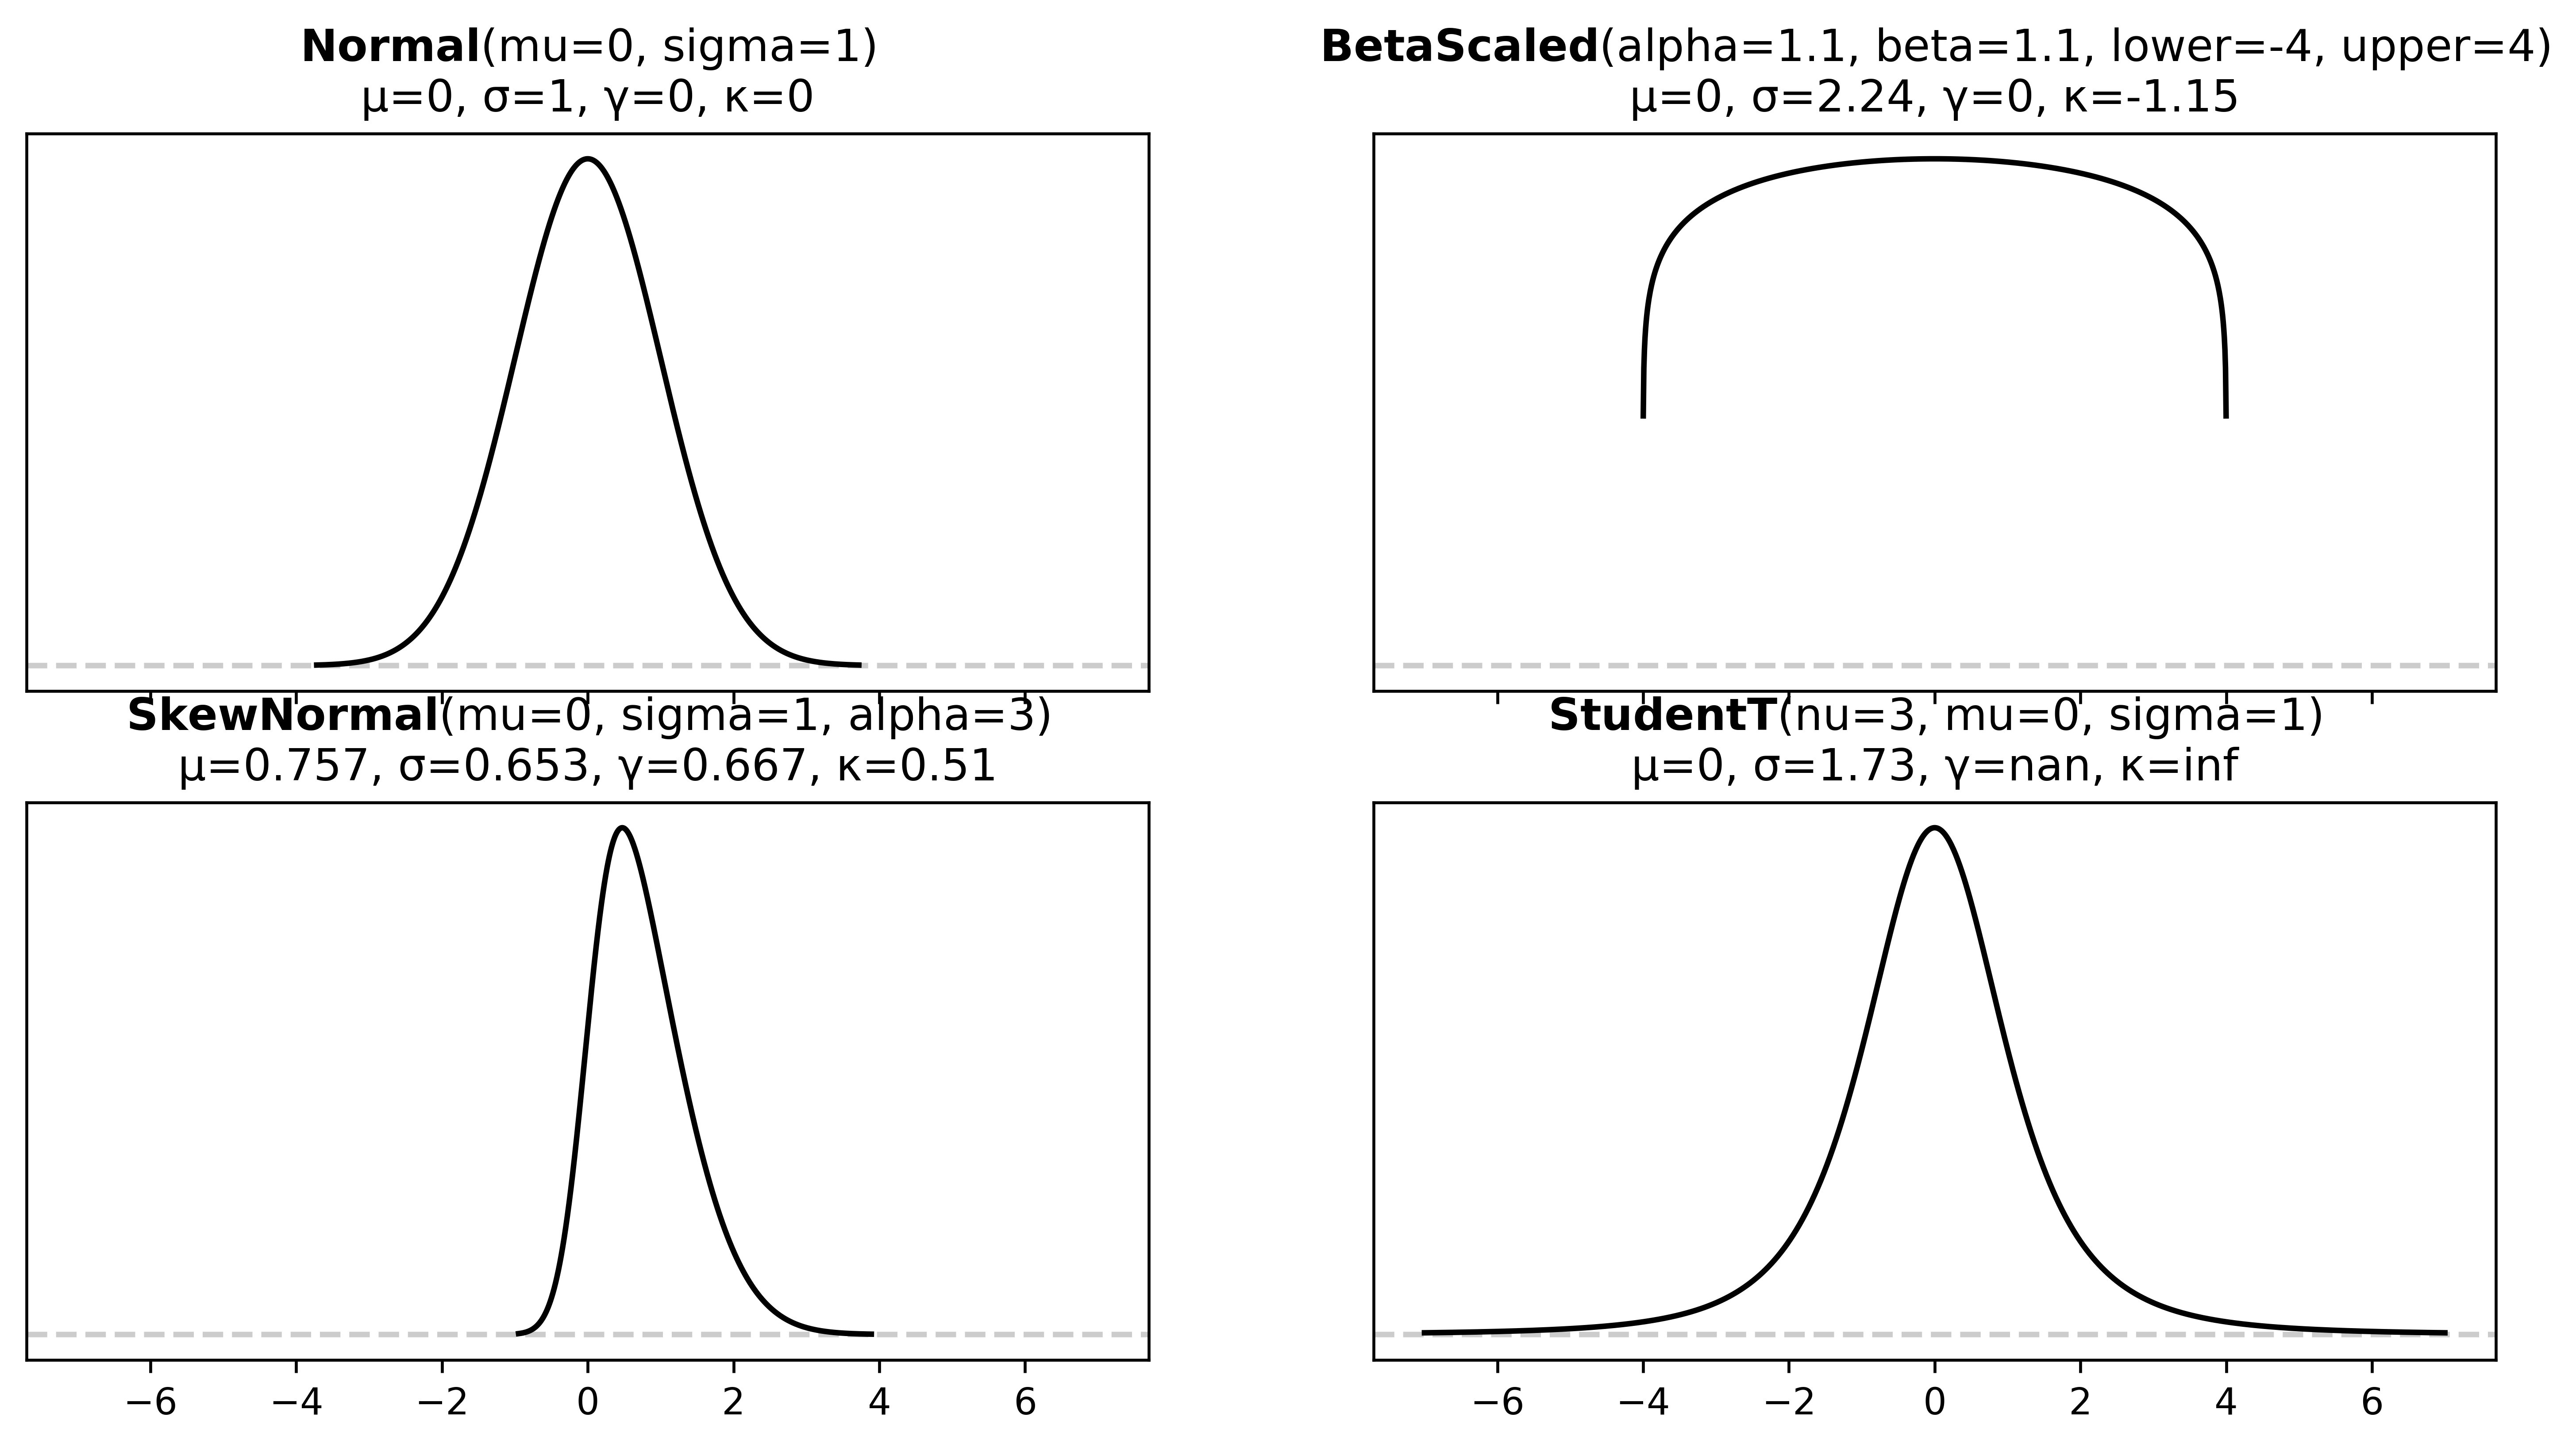 Normal(mu=0, sigma=1)
μ=0, σ=1, γ=0, κ=0
BetaScaled(alpha=1.1, beta=1.1, lower=-4, upper=4)
μ=0, σ=2.24, γ=0, κ=-1.15
SkewNormal(mu=0, sigma=1, alpha=3)
μ=0.757, σ=0.653, γ=0.667, κ=0.51
−6 −4 −2 0 2 4 6
StudentT(nu=3, mu=0, sigma=1)
μ=0, σ=1.73, γ=nan, κ=inf
−6 −4 −2 0 2 4 6